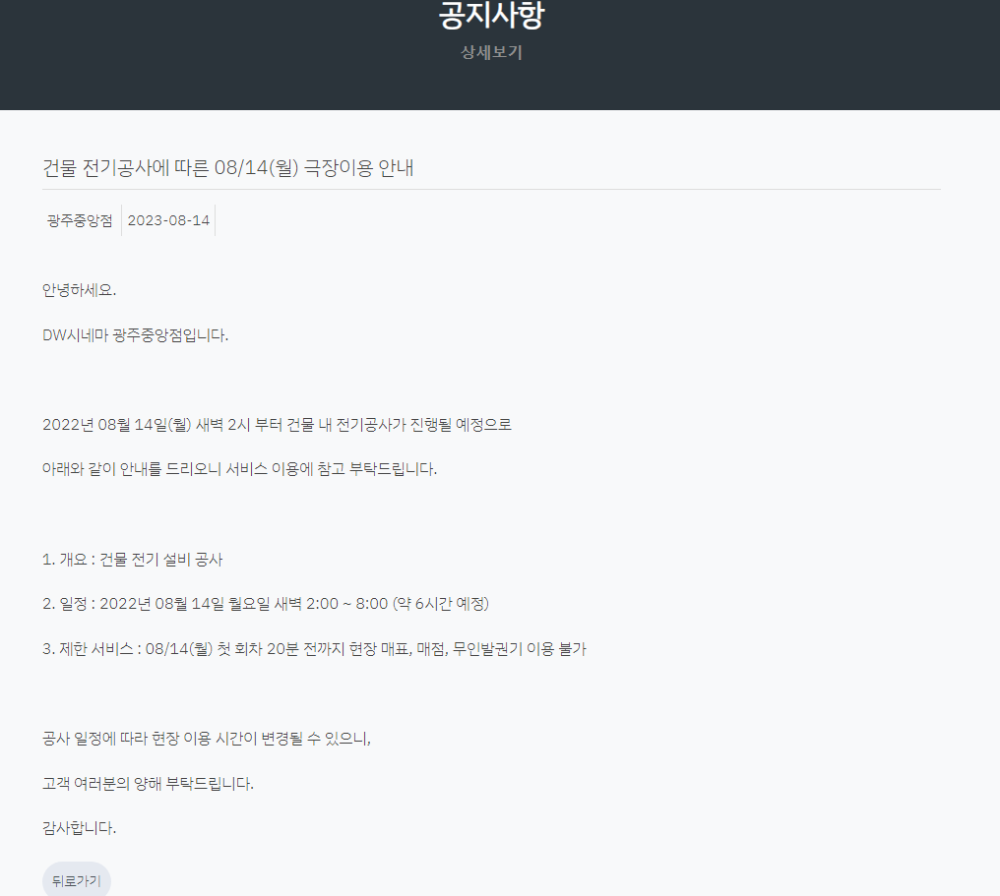 공지사항
상세보기
건물 전기공사에 따른 08/14(월) 극장이용 안내
광주중앙점 2023-08-14
안녕하세요.
DW시네마 광주중앙점입니다.
2022년 08월 14일(월) 새벽 2시 부터 건물 내 전기공사가 진행될 예정으로
아래와 같이 안내를 드리오니 서비스 이용에 참고 부탁드립니다.
1. 개요 : 건물 전기 설비 공사
2. 일정 : 2022년 08월 14일 월요일 새벽 2:00 ~ 8:00 (약 6시간 예정)
3. 제한 서비스 : 08/14(월) 첫 회차 20분 전까지 현장 매표, 매점, 무인발권기 이용 불가
공사 일정에 따라 현장 이용 시간이 변경될 수 있으니,
고객 여러분의 양해 부탁드립니다.
감사합니다.
뒤로가기